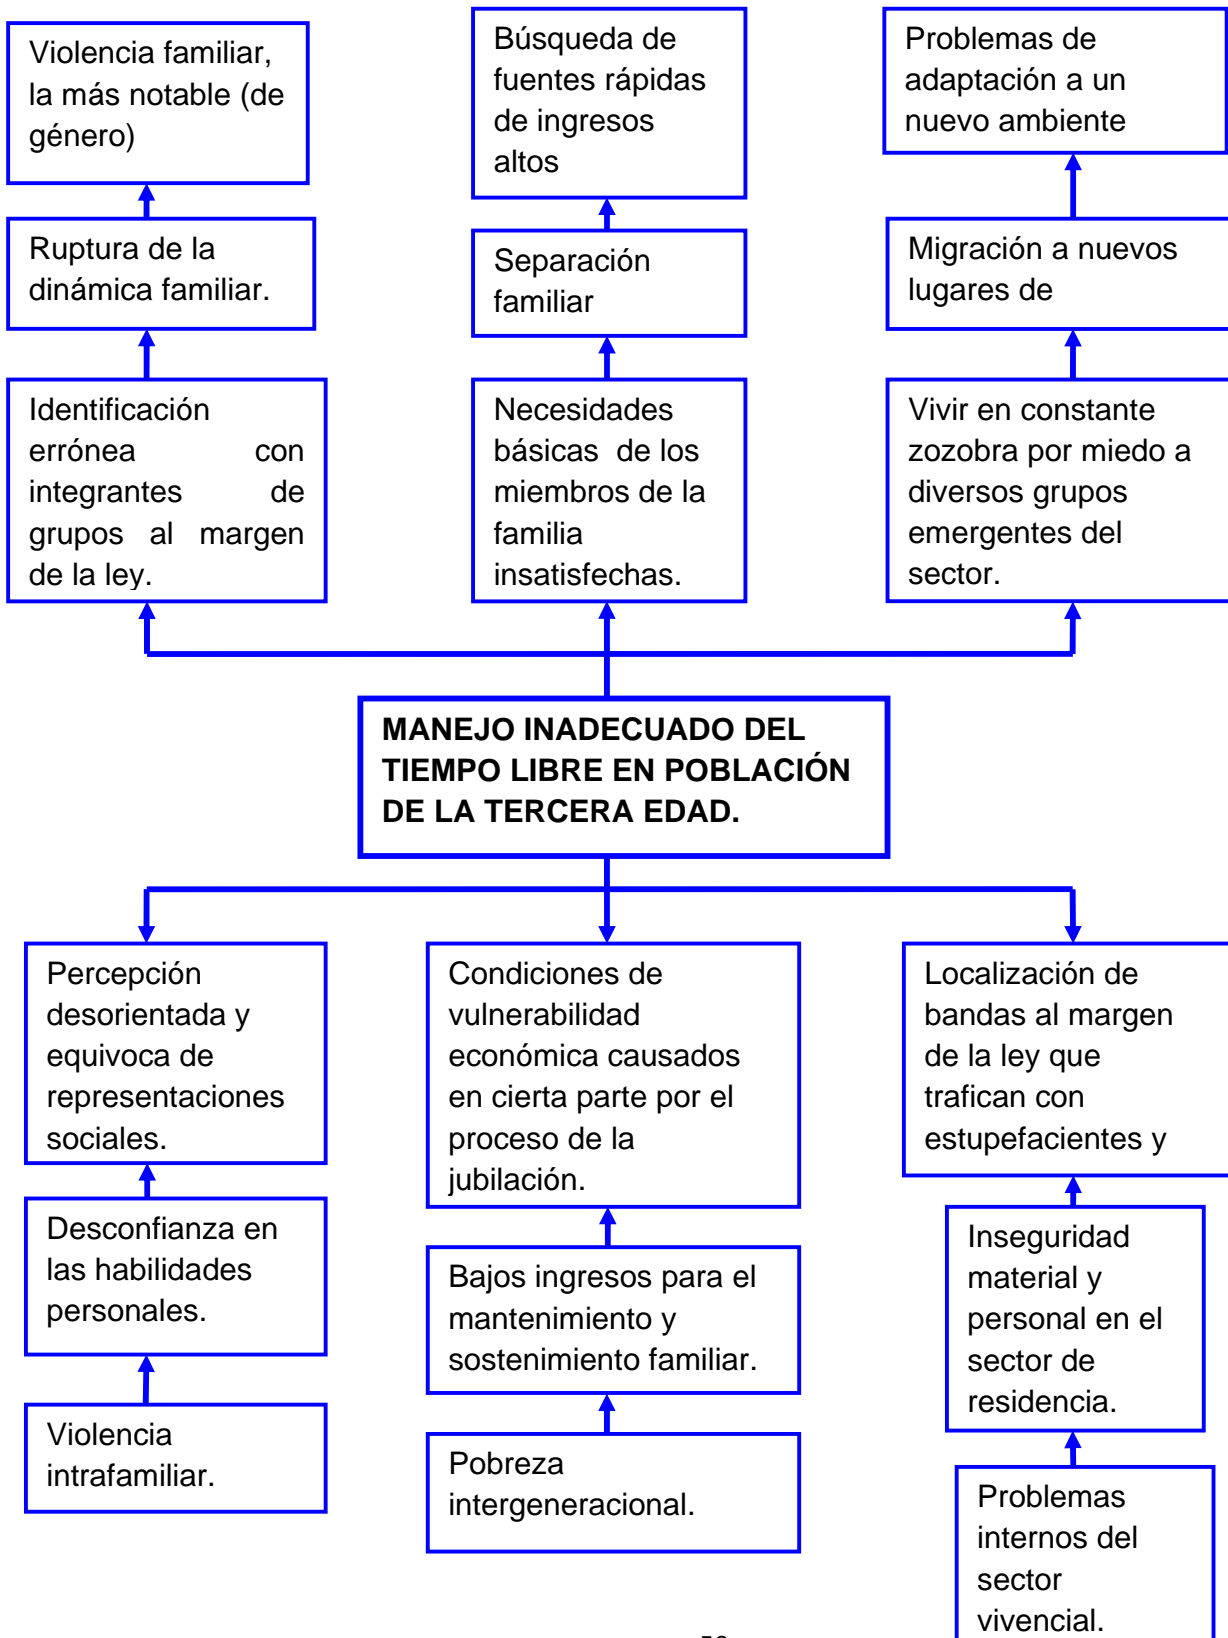 Violencia familiar,
la más notable (de
género)
Búsqueda de
fuentes rápidas
de ingresos
altos
Problemas de
adaptación a un
nuevo ambiente
Ruptura de la
dinámica familiar.
Separación
familiar
Migración a nuevos
lugares de
Identificación
errónea con
integrantes de
grupos al margen
de la ley.
Necesidades
básicas de los
miembros de la
familia
insatisfechas.
Vivir en constante
zozobra por miedo a
diversos grupos
emergentes del
sector.
MANEJO INADECUADO DEL
TIEMPO LIBRE EN POBLACIÓN
DE LA TERCERA EDAD.
Percepción
desorientada y
equivoca de
representaciones
sociales.
Condiciones de
vulnerabilidad
económica causados
en cierta parte por el
proceso de la
jubilación.
Localización de
bandas al margen
de la ley que
trafican con
estupefacientes y
Desconfianza en
las habilidades
personales.
Bajos ingresos para el
mantenimiento y
sostenimiento familiar.
Inseguridad
material y
personal en el
sector de
residencia.
Violencia
intrafamiliar.
Pobreza
intergeneracional.
Problemas
internos del
sector
vivencial.